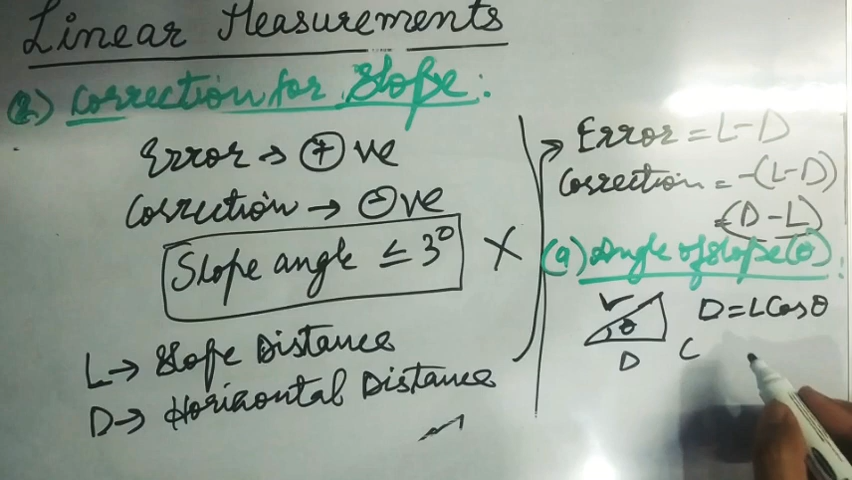 Linear Measurements
(2) Correction for Slope:
Error → (+) ve
Correction → (-) ve
Slope angle ≤ 3° ×
L → Slope Distance
D → Horizontal Distance
→ Error = L - D
Correction = -(L - D)
= (D - L)
(a) Angle of slope (θ):
L
θ
D
D = L Cos θ
C